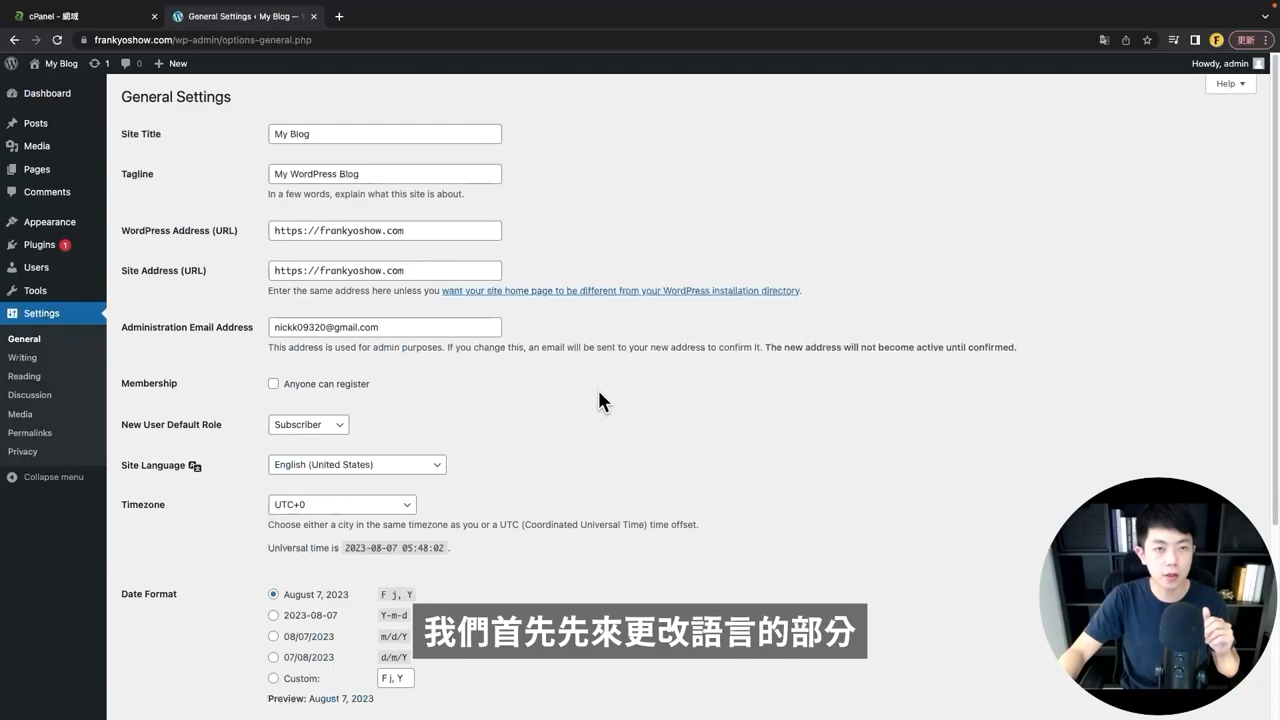 cPanel - 網域
General Settings ‹ My Blog — W
frankyoshow.com/wp-admin/options-general.php
更新
My Blog
1
0
New
Howdy, admin
Help
Dashboard
Posts
Media
Pages
Comments
Appearance
Plugins 1
Users
Tools
Settings
General
Writing
Reading
Discussion
Media
Permalinks
Privacy
Collapse menu
General Settings
Site Title
My Blog
Tagline
My WordPress Blog
In a few words, explain what this site is about.
WordPress Address (URL)
https://frankyoshow.com
Site Address (URL)
https://frankyoshow.com
Enter the same address here unless you want your site home page to be different from your WordPress installation directory.
Administration Email Address
nickk09320@gmail.com
This address is used for admin purposes. If you change this, an email will be sent to your new address to confirm it. The new address will not become active until confirmed.
Membership
Anyone can register
New User Default Role
Subscriber
Site Language
English (United States)
Timezone
UTC+0
Choose either a city in the same timezone as you or a UTC (Coordinated Universal Time) time offset.
Universal time is 2023-08-07 05:48:02 .
Date Format
August 7, 2023 F j, Y
2023-08-07 Y-m-d
08/07/2023 m/d/Y
07/08/2023 d/m/Y
Custom: F j, Y
Preview: August 7, 2023
我們首先先來更改語言的部分